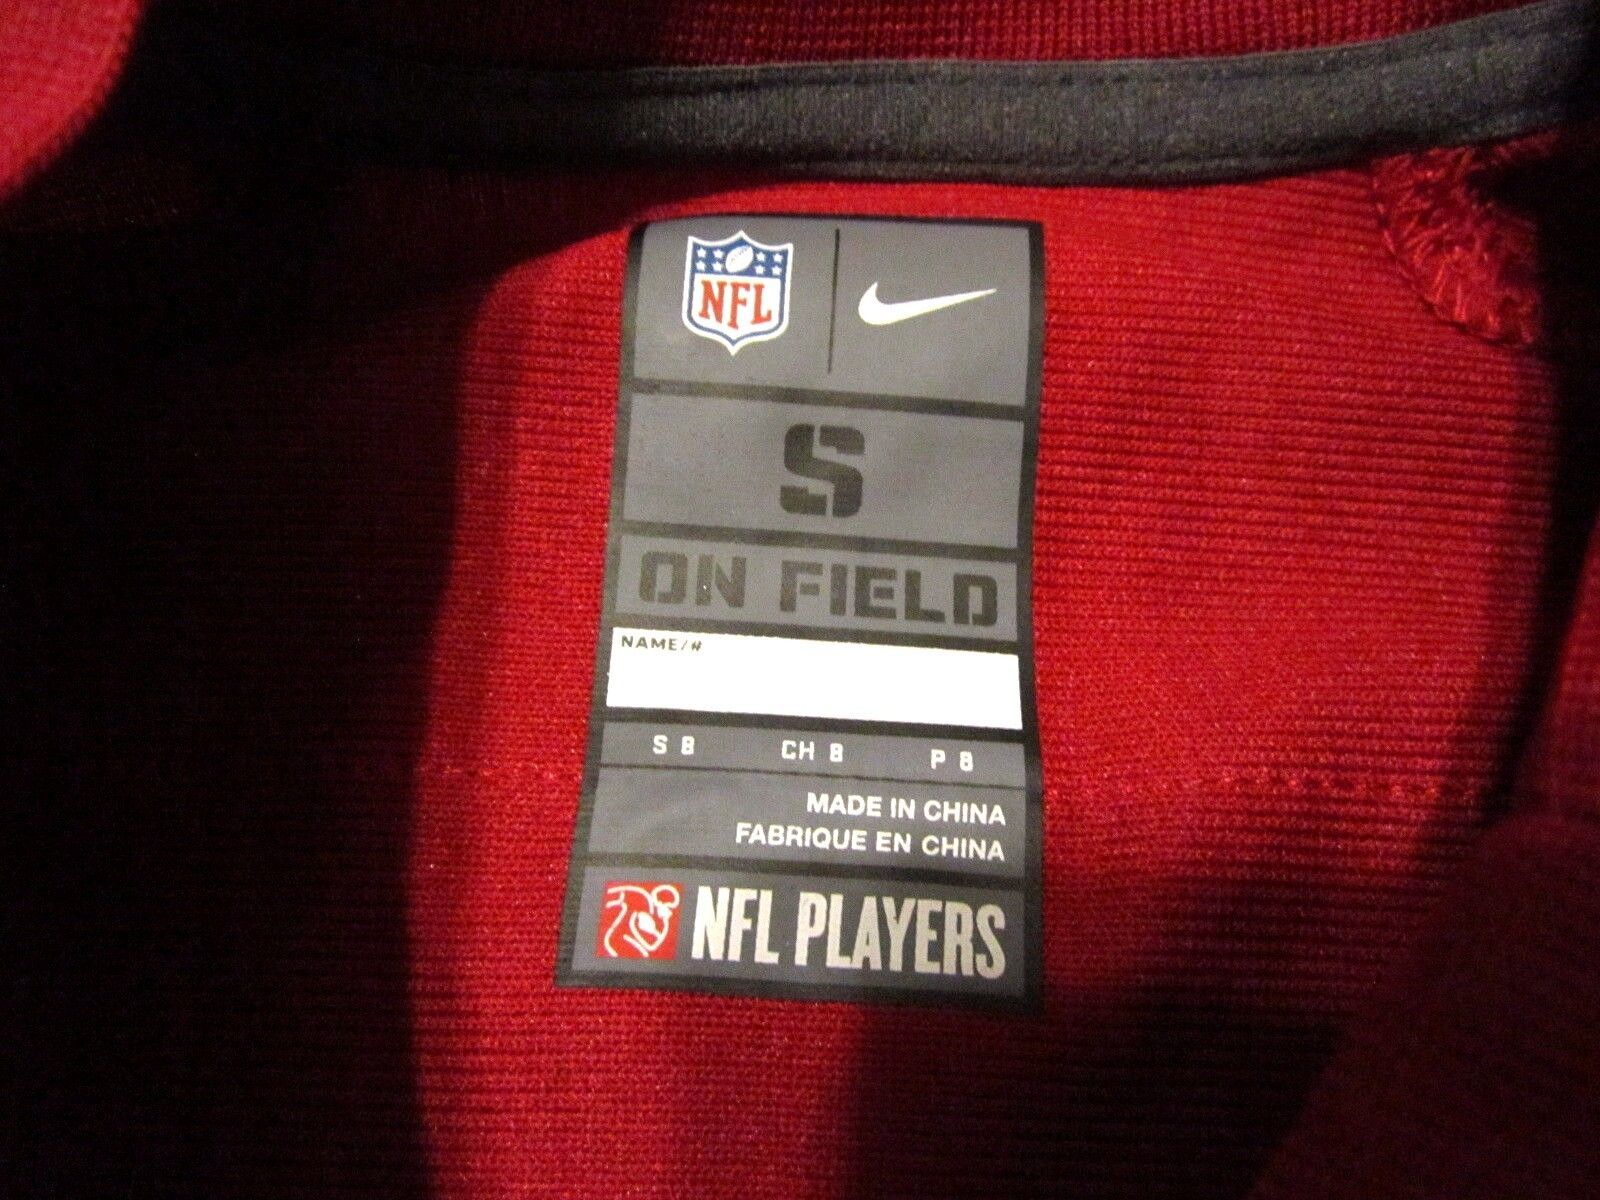 NFL
S
ON FIELD
NAME/#
S 8 CH 8 P 8
MADE IN CHINA
FABRIQUE EN CHINA
NFL PLAYERS